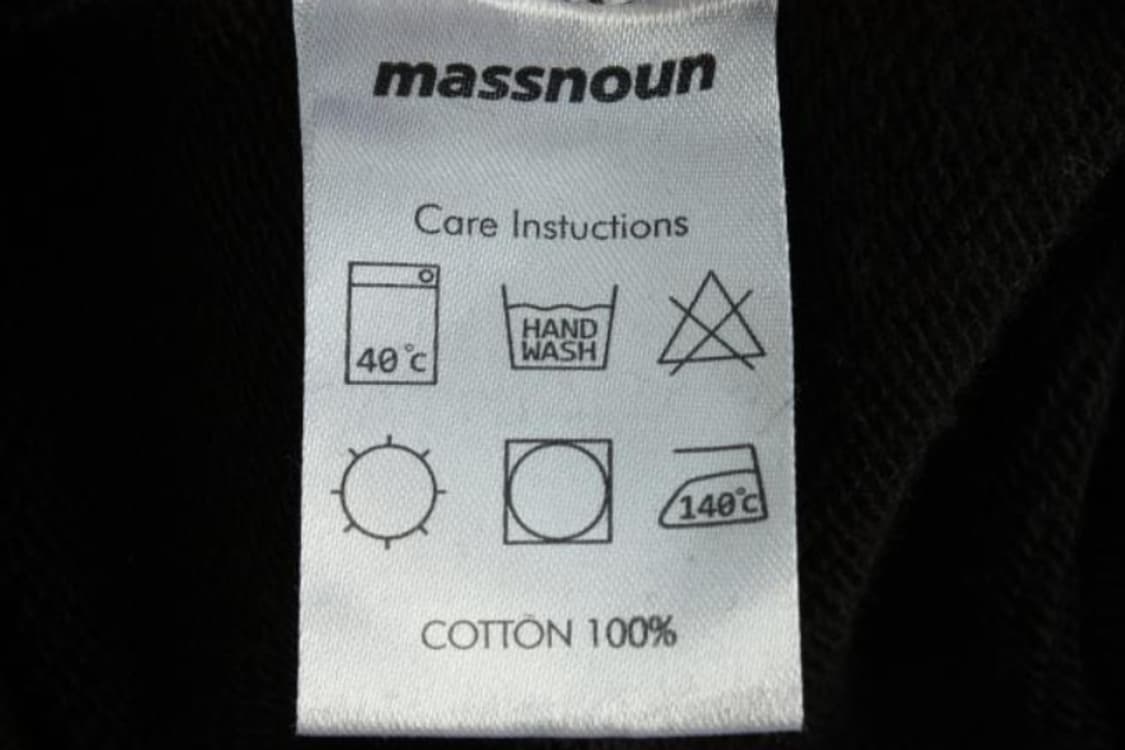 massnoun
Care Instuctions
40°c
HAND
WASH
140°c
COTTON 100%